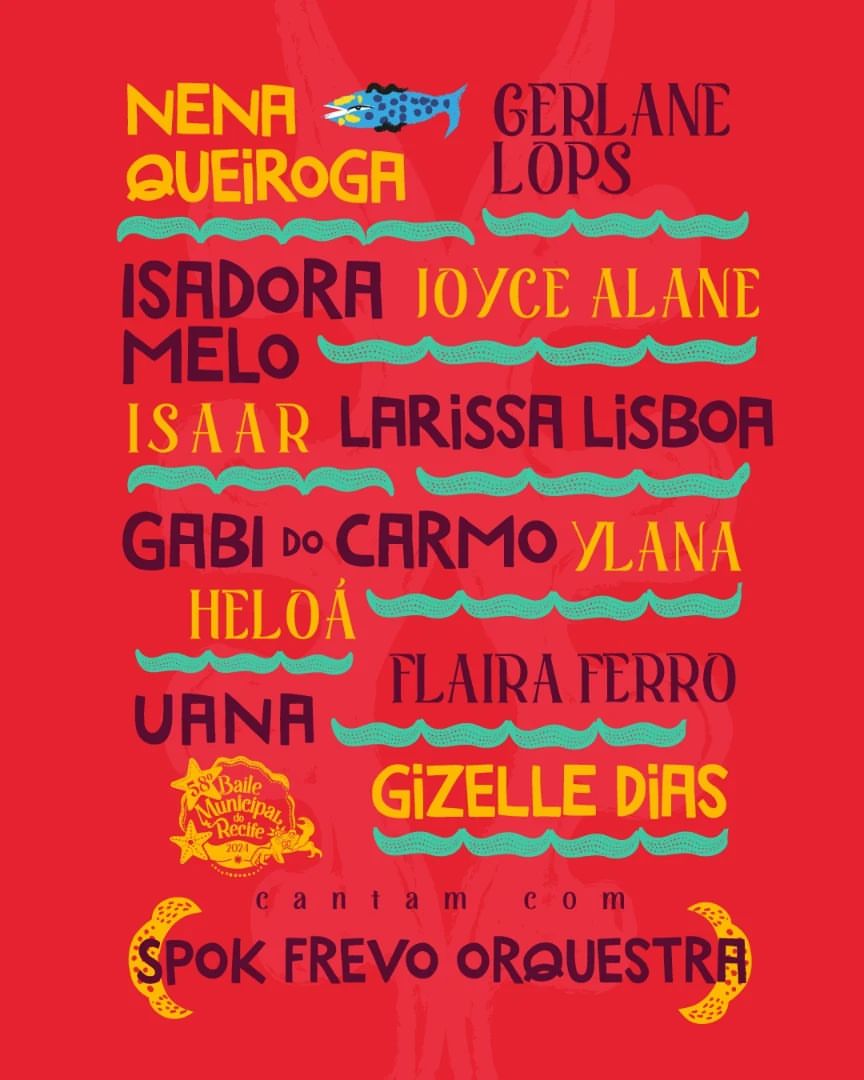 NENA
QUEIROGA
GERLANE
LOPS
ISADORA
MELO
JOYCE ALANE
ISAAR
LARISSA LISBOA
GABI DO CARMO
YLANA
HELOÁ
FLAIRA FERRO
UANA
GIZELLE DIAS
58º Baile
Municipal
do
Recife
2024
cantam com
SPOK FREVO ORQUESTRA